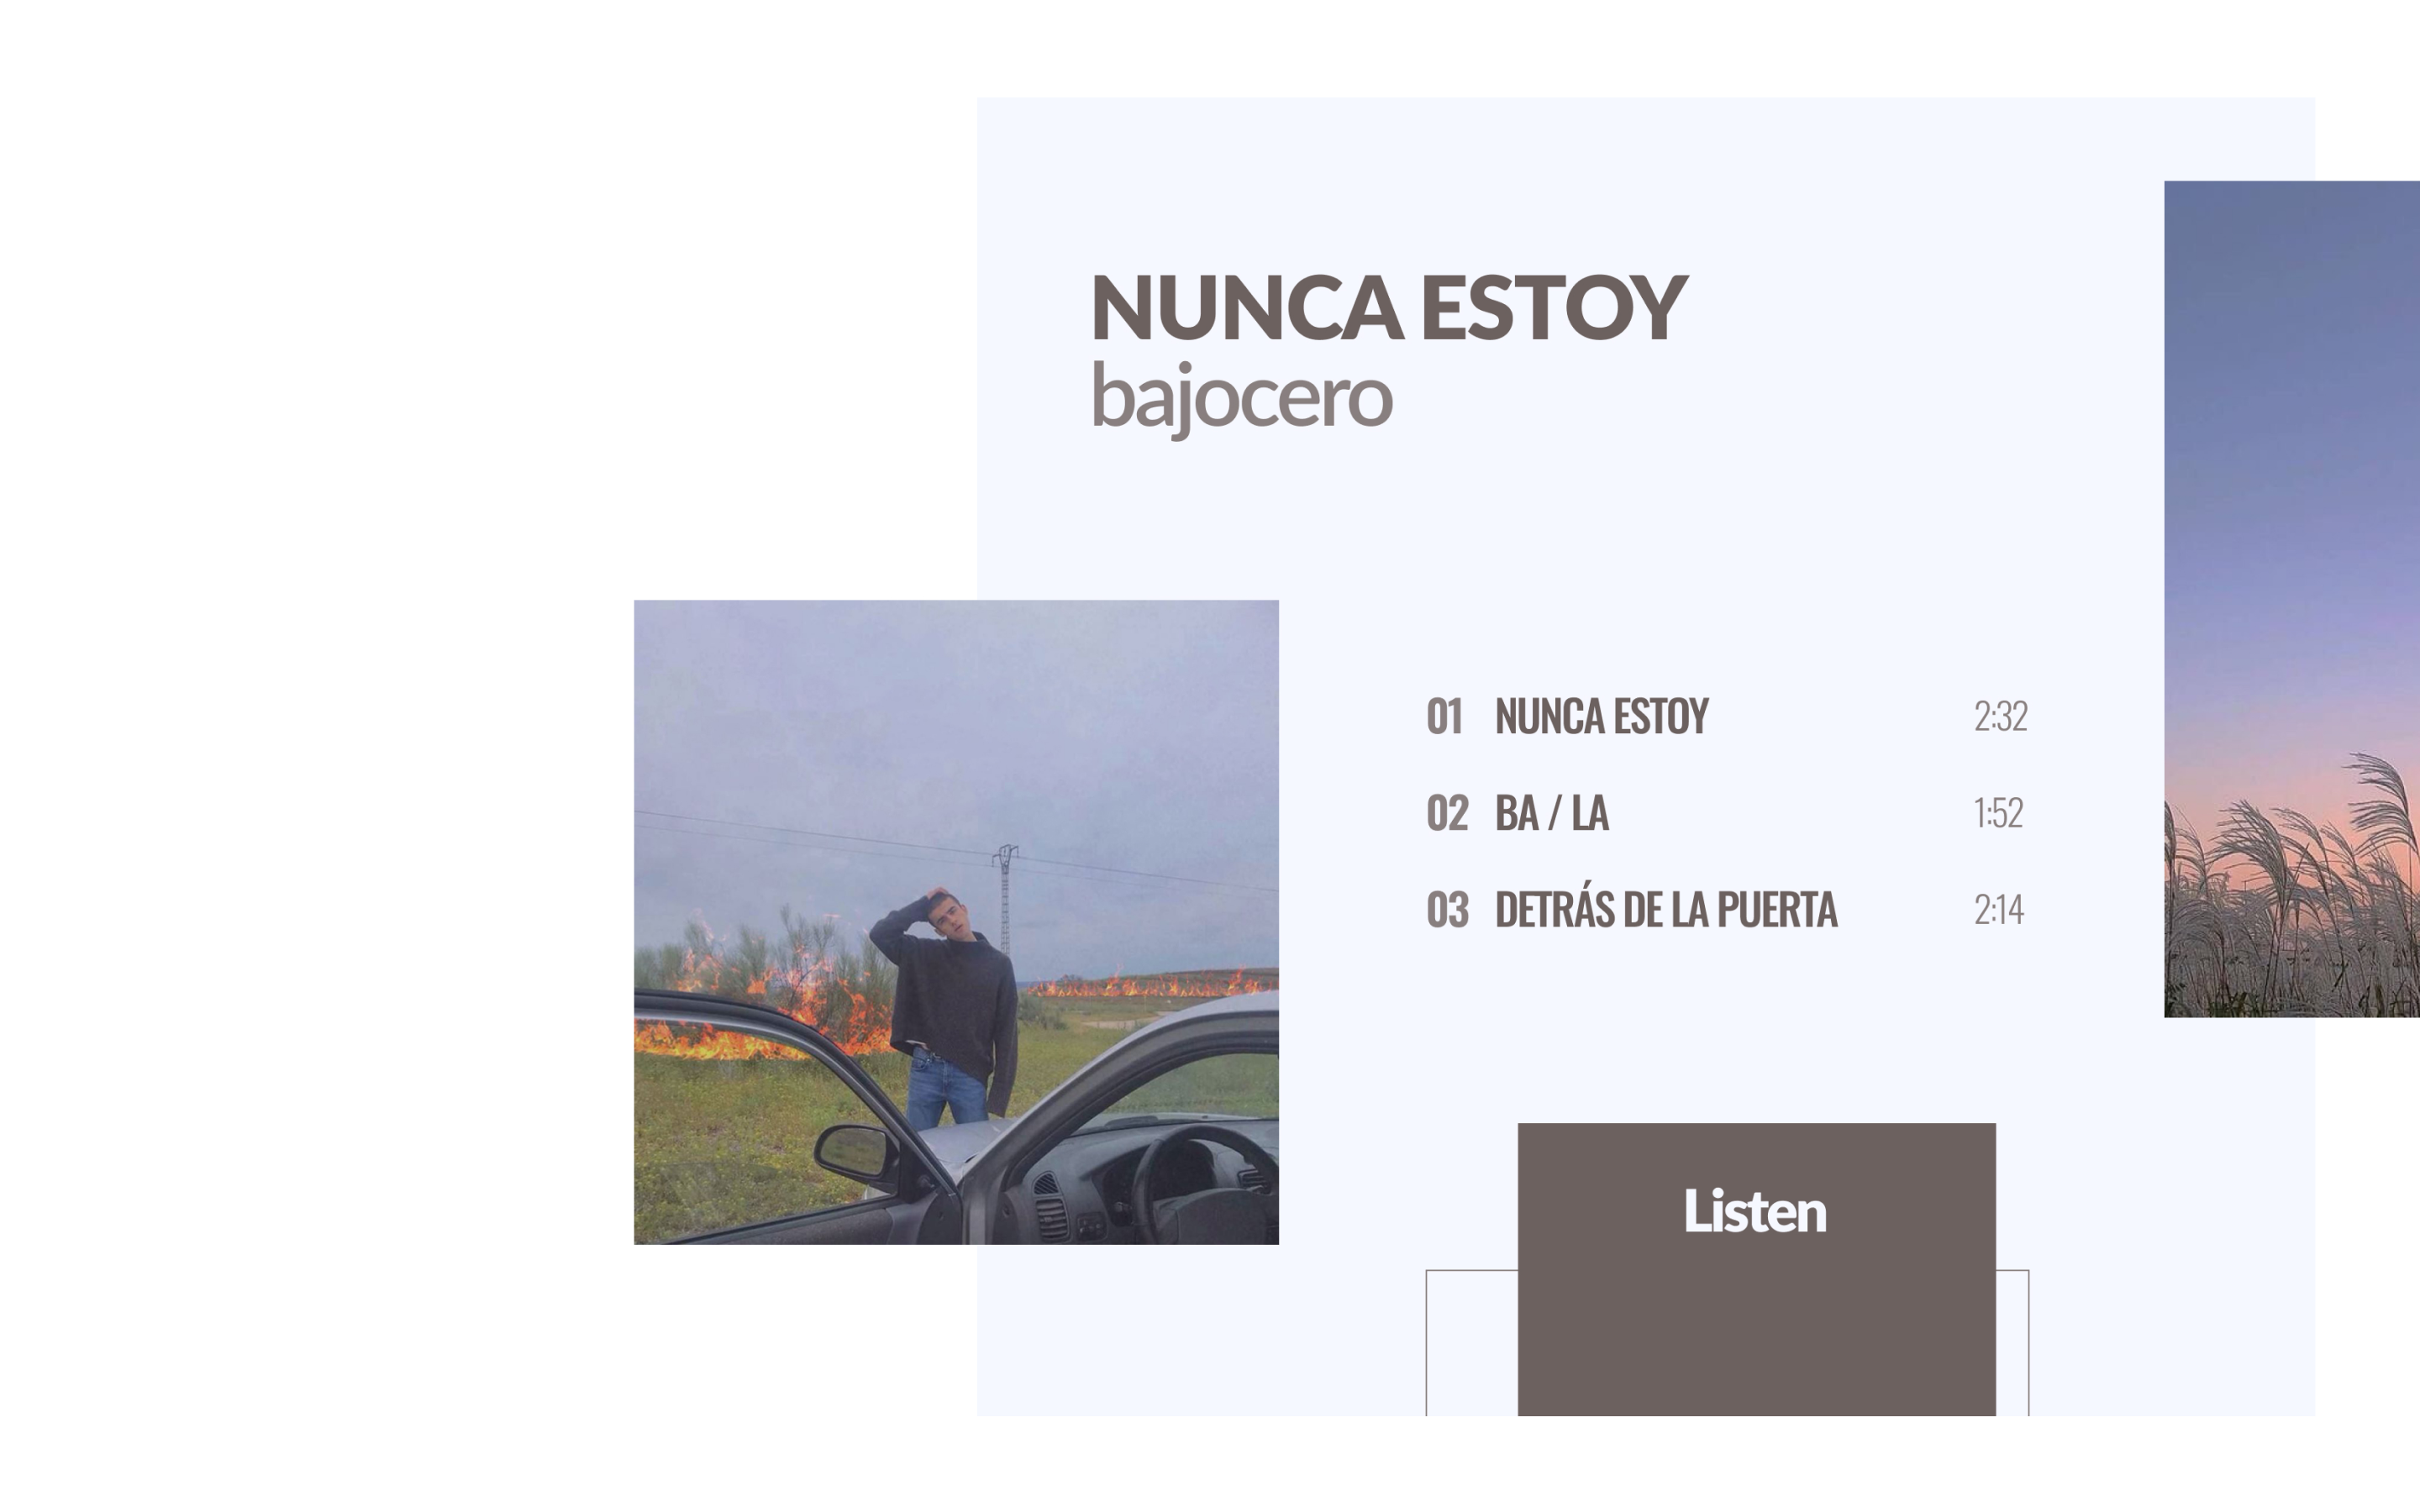 NUNCA ESTOY
bajocero
01 NUNCA ESTOY 2:32
02 BA / LA 1:52
03 DETRÁS DE LA PUERTA 2:14
Listen